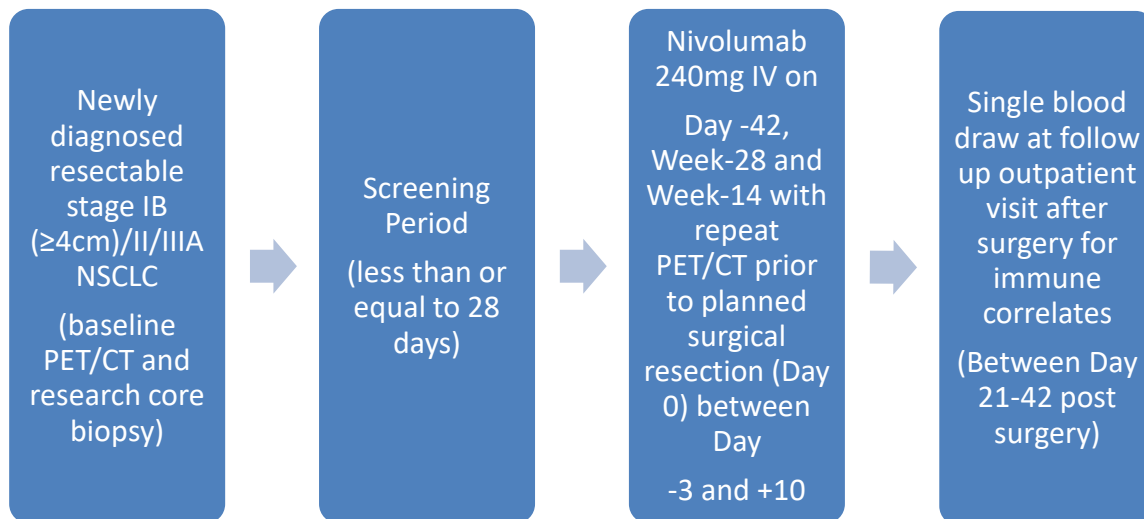 Newly
diagnosed
resectable
stage IB
(≥4cm)/II/IIIA
NSCLC
(baseline
PET/CT and
research core
biopsy)
Screening
Period
(less than or
equal to 28
days)
Nivolumab
240mg IV on
Day -42,
Week-28 and
Week-14 with
repeat
PET/CT prior
to planned
surgical
resection (Day
0) between
Day
-3 and +10
Single blood
draw at follow
up outpatient
visit after
surgery for
immune
correlates
(Between Day
21-42 post
surgery)